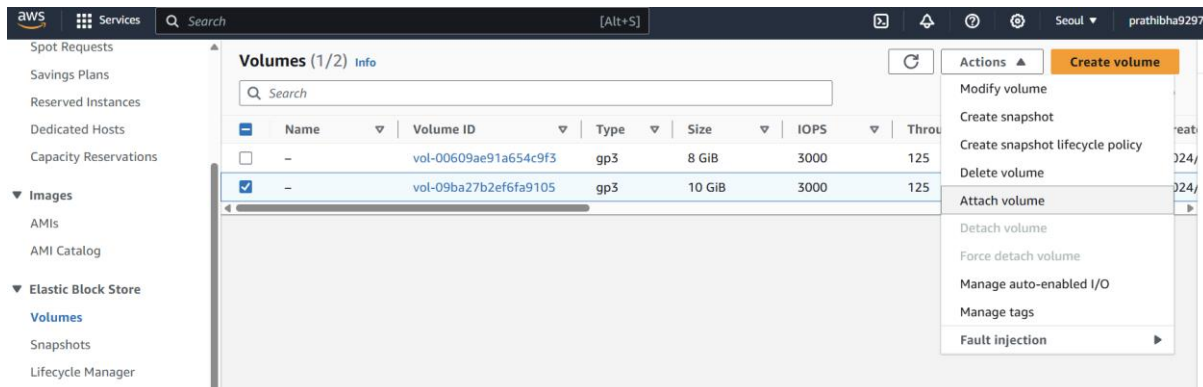 aws Services Search [Alt+S] Seoul prathibha9297
Spot Requests
Savings Plans
Reserved Instances
Dedicated Hosts
Capacity Reservations
Images
AMIs
AMI Catalog
Elastic Block Store
Volumes
Snapshots
Lifecycle Manager
Volumes (1/2) Info
Actions Create volume
Search
Name Volume ID Type Size IOPS Throu
– vol-00609ae91a654c9f3 gp3 8 GiB 3000 125 024/
– vol-09ba27b2ef6fa9105 gp3 10 GiB 3000 125 024/
Modify volume
Create snapshot
Create snapshot lifecycle policy
Delete volume
Attach volume
Detach volume
Force detach volume
Manage auto-enabled I/O
Manage tags
Fault injection